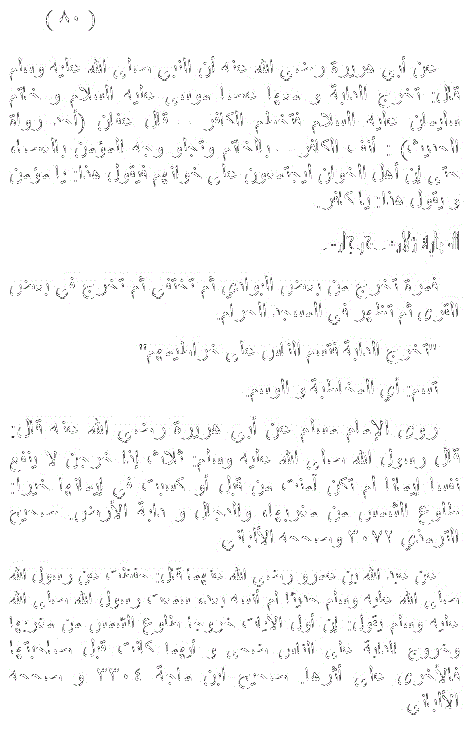 ( ٨٠ )
عن أبي هريرة رضي الله عنه أن النبي صلى الله عليه وسلم
قال: تخرج الدابة و معها عصا موسى عليه السلام و خاتم
سليمان عليه السلام فتخطم الكافر - قال عفان (أحد رواة
الحديث) : أنف الكافر - بالخاتم وتجلو وجه المؤمن بالعصا،
حتى إن أهل الخوان ليجتمعون على خوانهم فيقول هذا: يا مؤمن
و يقول هذا: يا كافر.
فمرة تخرج من بعض البوادي ثم تختفي ثم تخرج في بعض
القرى ثم تظهر في المسجد الحرام.
"تخرج الدابة فتسم الناس على خراطيمهم"
تسم: أي المخاطبة و الوسم.
روى الإمام مسلم عن أبي هريرة رضي الله عنه قال:
قال رسول الله صلى الله عليه وسلم: ثلاث إذا خرجن لا ينفع
نفسا إيمانها لم تكن آمنت من قبل أو كسبت في إيمانها خيرا:
طلوع الشمس من مغربها، والدجال و دابة الأرض. صحيح
الترمذي ٣٠٧٢ وصححه الألباني
عن عبد الله بن عمرو رضي الله عنهما قال: حفظت عن رسول الله
صلى الله عليه وسلم حديثا لم أنسه بعد، سمعت رسول الله صلى الله
عليه وسلم يقول: إن أول الآيات خروجا طلوع الشمس من مغربها
وخروج الدابة على الناس ضحى و أيهما كانت قبل صاحبتها
فالأخرى على أثرها. صحيح ابن ماجة ٣٣٠٤ و صححه
الألباني